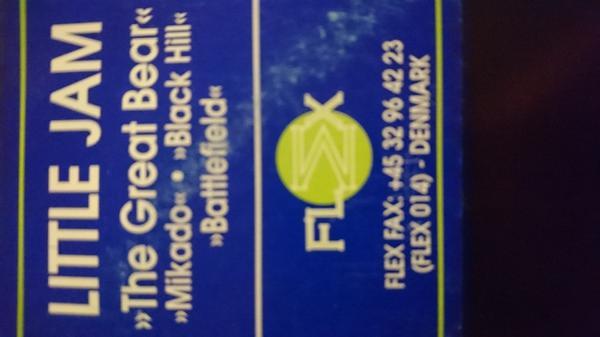 LITTLE JAM
»The Great Bear«
»Mikado« • »Black Hill«
»Battlefield«
FLEX
FLEX FAX: +45 32 96 42 23
(FLEX 014) - DENMARK